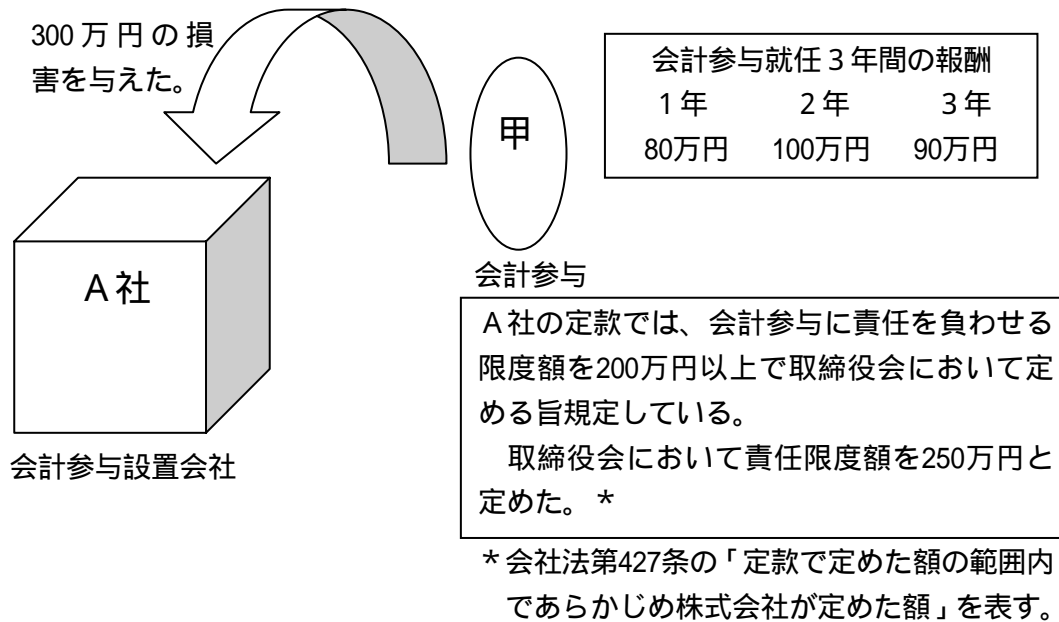 300万円の損
害を与えた。
甲
会計参与就任３年間の報酬
１年 ２年 ３年
80万円 100万円 90万円
Ａ社
会計参与
Ａ社の定款では、会計参与に責任を負わせる
限度額を200万円以上で取締役会において定
める旨規定している。
取締役会において責任限度額を250万円と
定めた。＊
会計参与設置会社
＊会社法第427条の「定款で定めた額の範囲内
であらかじめ株式会社が定めた額」を表す。